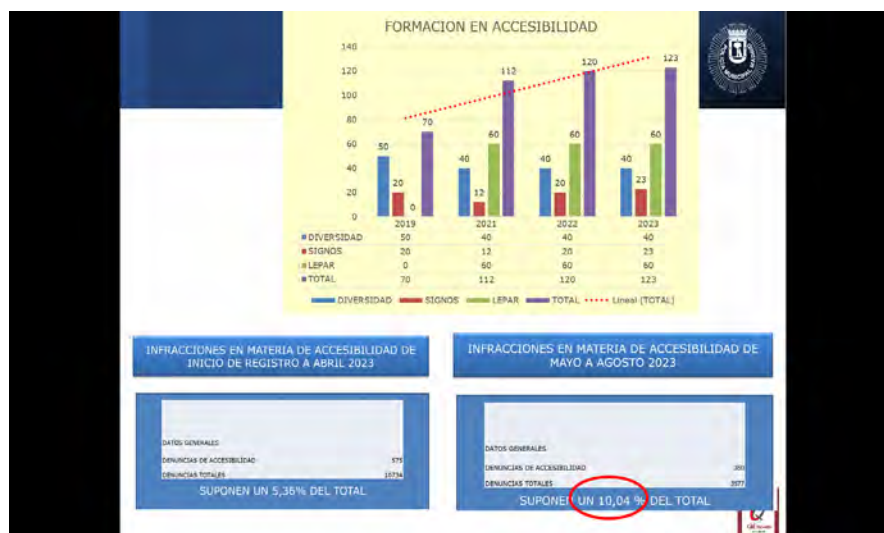 FORMACION EN ACCESIBILIDAD
140
120
100
80
60
40
20
0
50
20
0
70
40
12
60
112
40
20
60
120
40
23
60
123
2019 2021 2022 2023
DIVERSIDAD 50 40 40 40
SIGNOS 20 12 20 23
LEPAR 0 60 60 60
TOTAL 70 112 120 123
DIVERSIDAD SIGNOS LEPAR TOTAL Lineal (TOTAL)
POLICIA MUNICIPAL MADRID
INFRACCIONES EN MATERIA DE ACCESIBILIDAD DE
INICIO DE REGISTRO A ABRIL 2023
DATOS GENERALES
DENUNCIAS DE ACCESIBILIDAD 575
DENUNCIAS TOTALES 10734
SUPONEN UN 5,36% DEL TOTAL
INFRACCIONES EN MATERIA DE ACCESIBILIDAD DE
MAYO A AGOSTO 2023
DATOS GENERALES
DENUNCIAS DE ACCESIBILIDAD
DENUNCIAS TOTALES
SUPONEN UN 10,04 % DEL TOTAL